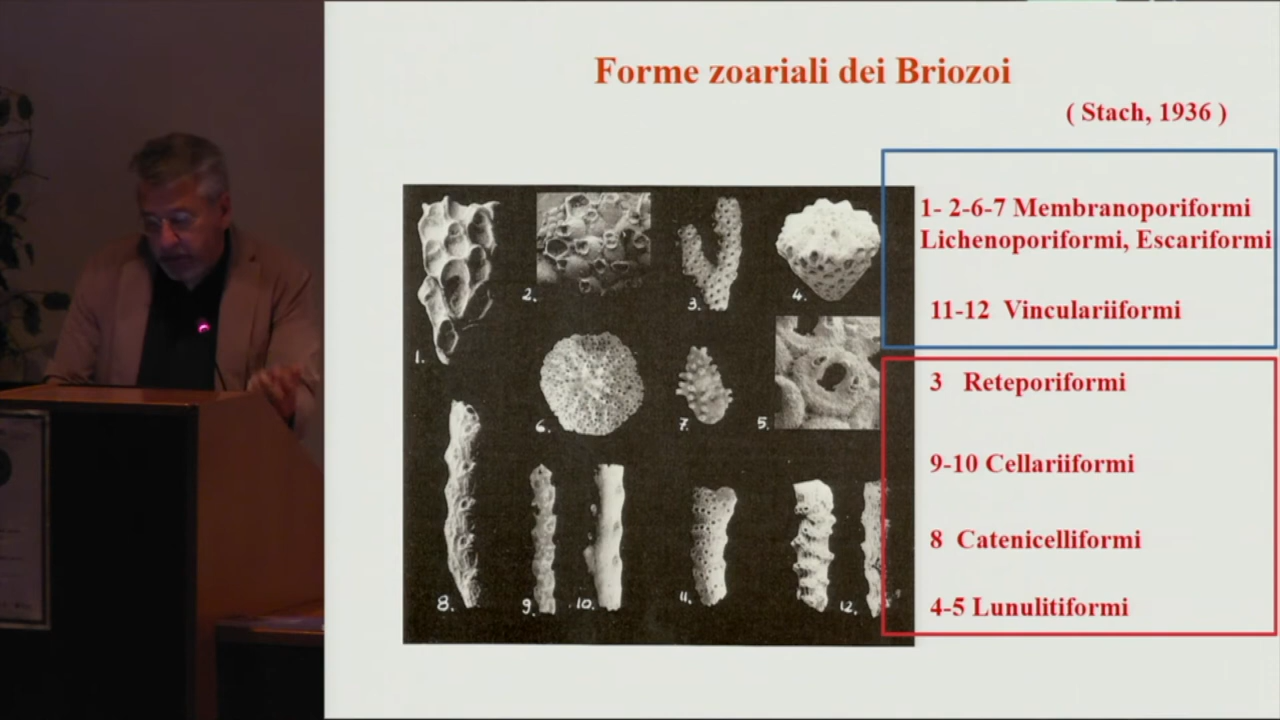 Forme zoariali dei Briozoi
( Stach, 1936 )
1- 2-6-7 Membranoporiformi
Lichenoporiformi, Escariformi
11-12 Vinculariiformi
3 Reteporiformi
9-10 Cellariiformi
8 Catenicelliformi
4-5 Lunulitiformi
1.
2.
3.
4.
6.
7.
5.
8.
9.
10.
11.
12.